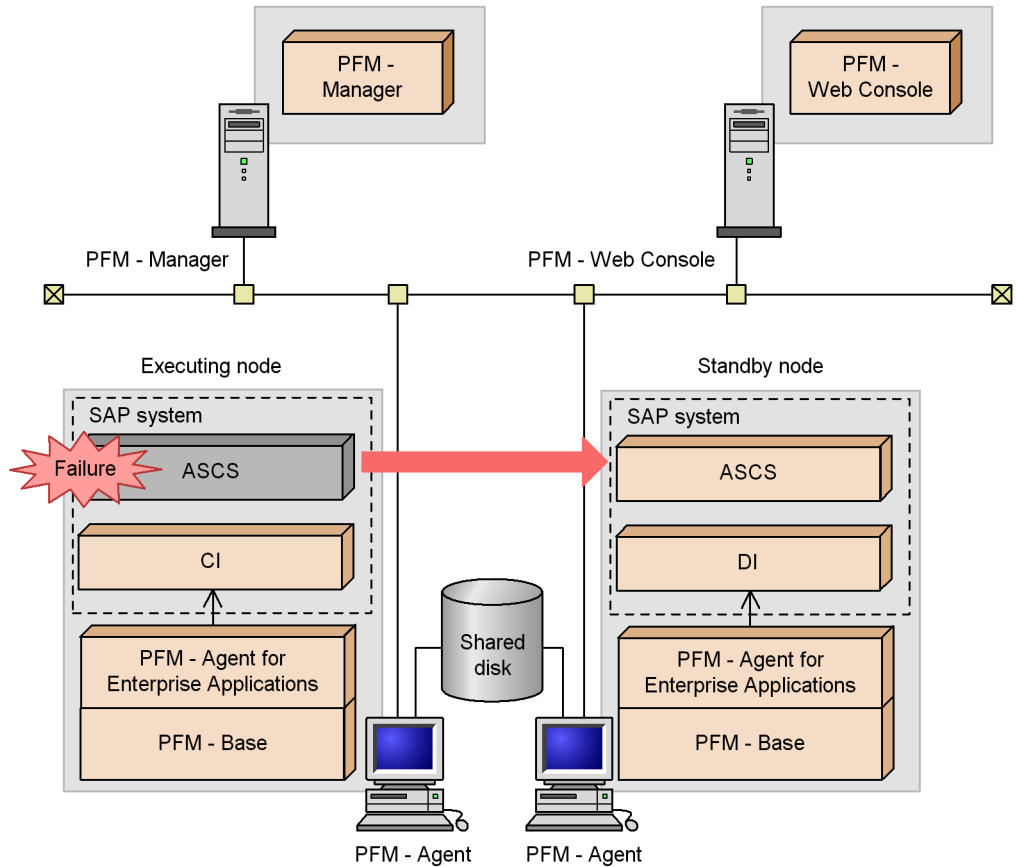 PFM -
Manager
PFM -
Web Console
PFM - Manager
PFM - Web Console
Executing node
Standby node
SAP system
Failure
ASCS
CI
PFM - Agent for
Enterprise Applications
PFM - Base
Shared
disk
SAP system
ASCS
DI
PFM - Agent for
Enterprise Applications
PFM - Base
PFM - Agent
PFM - Agent